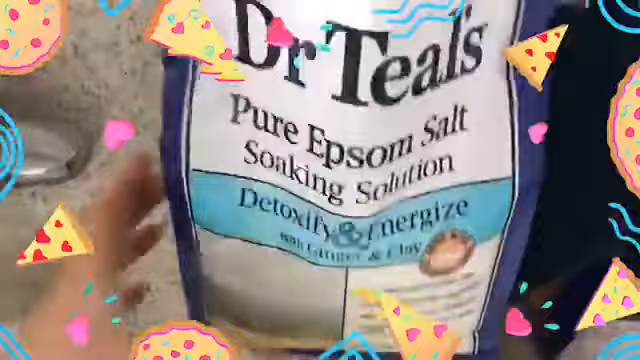 Dr Teal's
Pure Epsom Salt
Soaking Solution
Detoxify & Energize
with Ginger & Clay